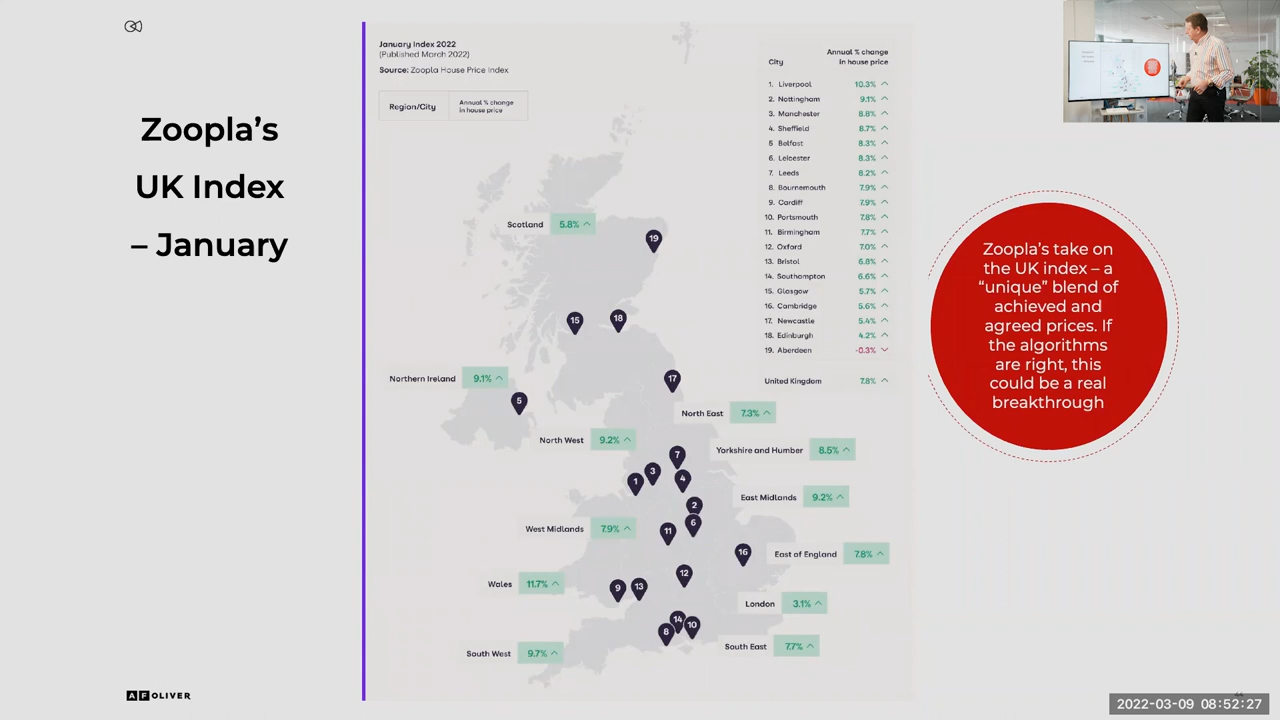 Zoopla's
UK Index
– January
January Index 2022
(Published March 2022)
Source: Zoopla House Price Index
Region/City
Annual % change
in house price
City
Annual % change
in house price
1. Liverpool 10.3%
2. Nottingham 9.1%
3. Manchester 8.8%
4. Sheffield 8.7%
5 Belfast 8.3%
6. Leicester 8.3%
7. Leeds 8.2%
8. Bournemouth 7.9%
9. Cardiff 7.9%
10. Portsmouth 7.8%
11. Birmingham 7.7%
12. Oxford 7.0%
13. Bristol 6.8%
14. Southampton 6.6%
15. Glasgow 5.7%
16. Cambridge 5.6%
17. Newcastle 5.4%
18. Edinburgh 4.2%
19. Aberdeen -0.3%
United Kingdom 7.8%
Scotland 5.8%
19
15
18
Northern Ireland 9.1%
17
5
North East 7.3%
North West 9.2%
Yorkshire and Humber 8.5%
7
3
4
1
East Midlands 9.2%
2
6
West Midlands 7.9%
11
16
East of England 7.8%
12
Wales 11.7%
9
13
London 3.1%
14
10
8
South East 7.7%
South West 9.7%
Zoopla's take on
the UK index – a
“unique” blend of
achieved and
agreed prices. If
the algorithms
are right, this
could be a real
breakthrough
AF OLIVER
2022-03-09 08:52:27